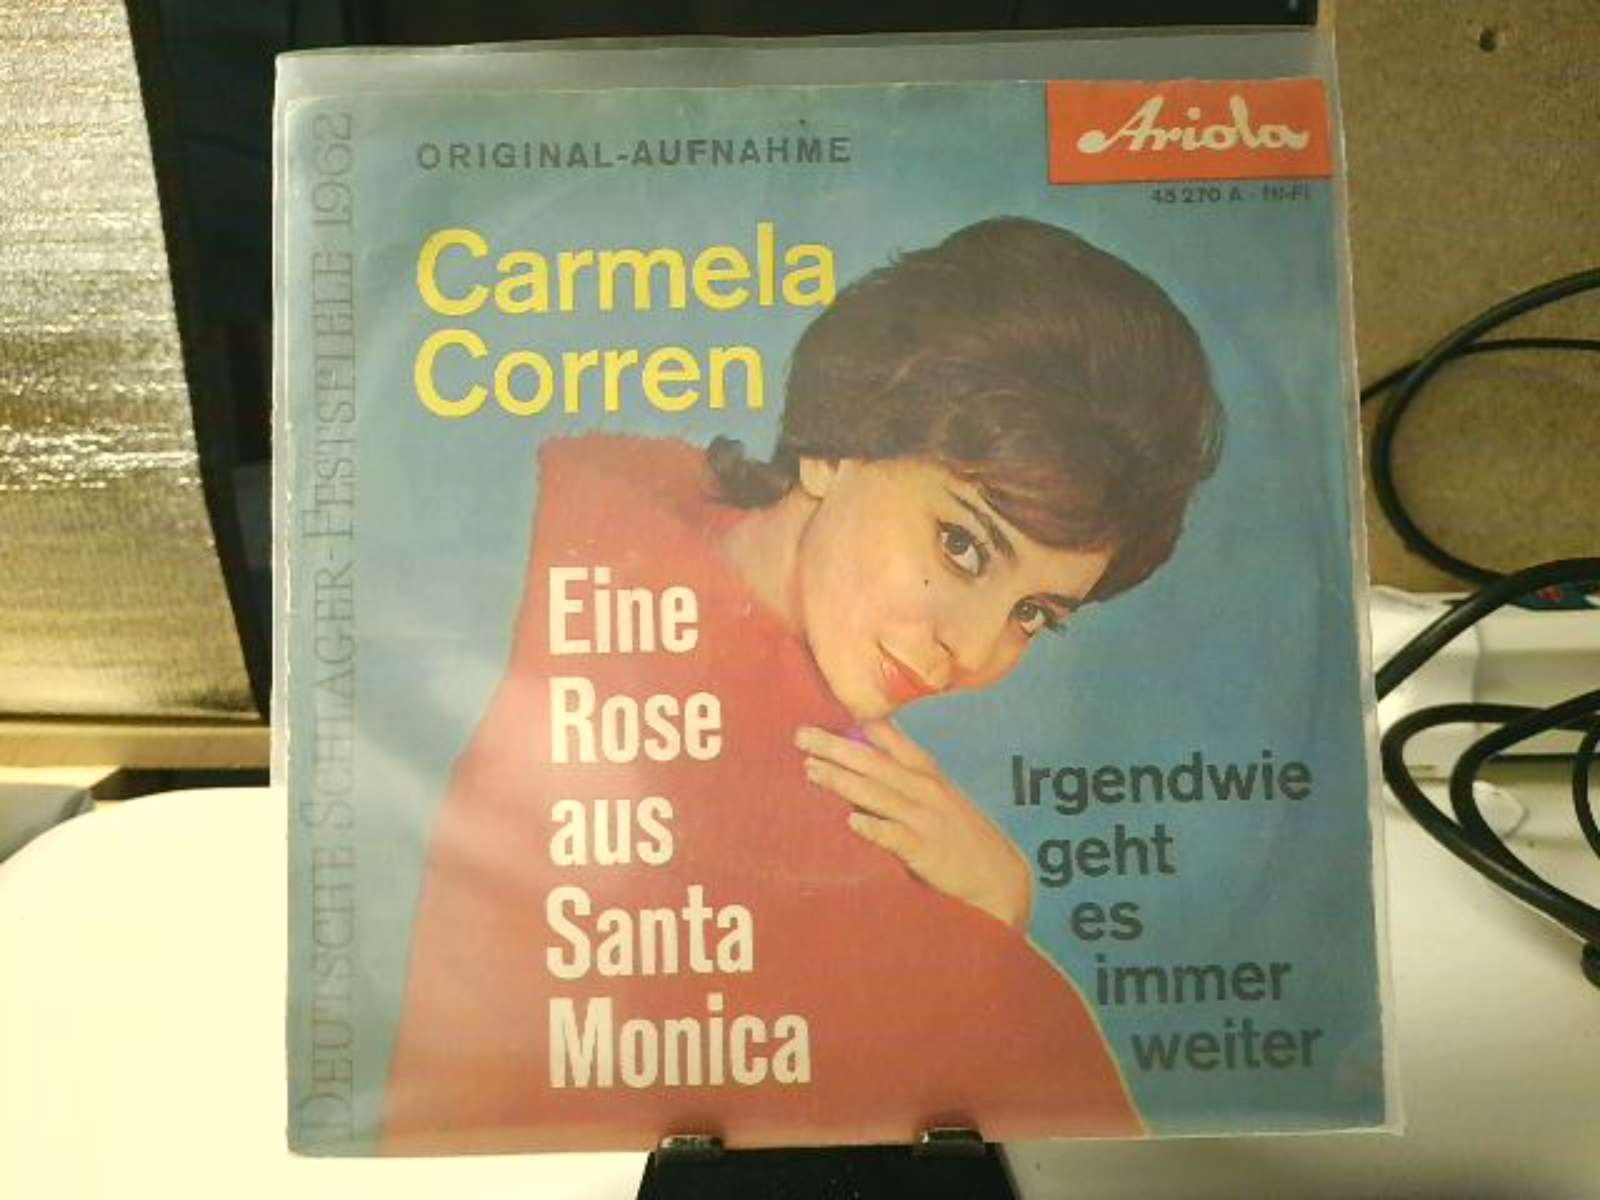 DEUTSCHE SCHLAGER-FESTSPIELE 1962
ORIGINAL-AUFNAHME
Ariola
45 270 A - HI-FI
Carmela
Corren
Eine
Rose
aus
Santa
Monica
Irgendwie
geht
es
immer
weiter